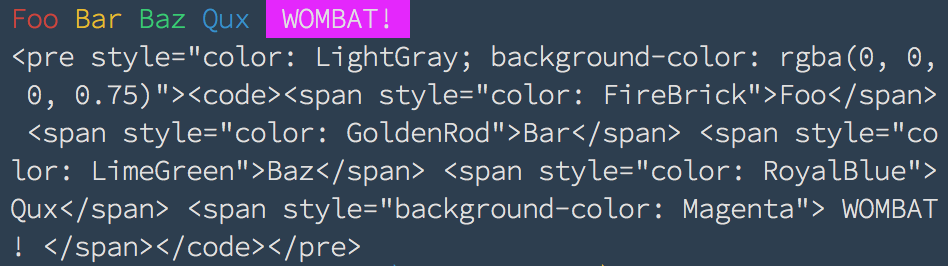 Foo Bar Baz Qux  WOMBAT!
<pre style="color: LightGray; background-color: rgba(0, 0,
 0, 0.75)"><code><span style="color: FireBrick">Foo</span>
 <span style="color: GoldenRod">Bar</span> <span style="co
lor: LimeGreen">Baz</span> <span style="color: RoyalBlue">
Qux</span> <span style="background-color: Magenta"> WOMBAT
! </span></code></pre>